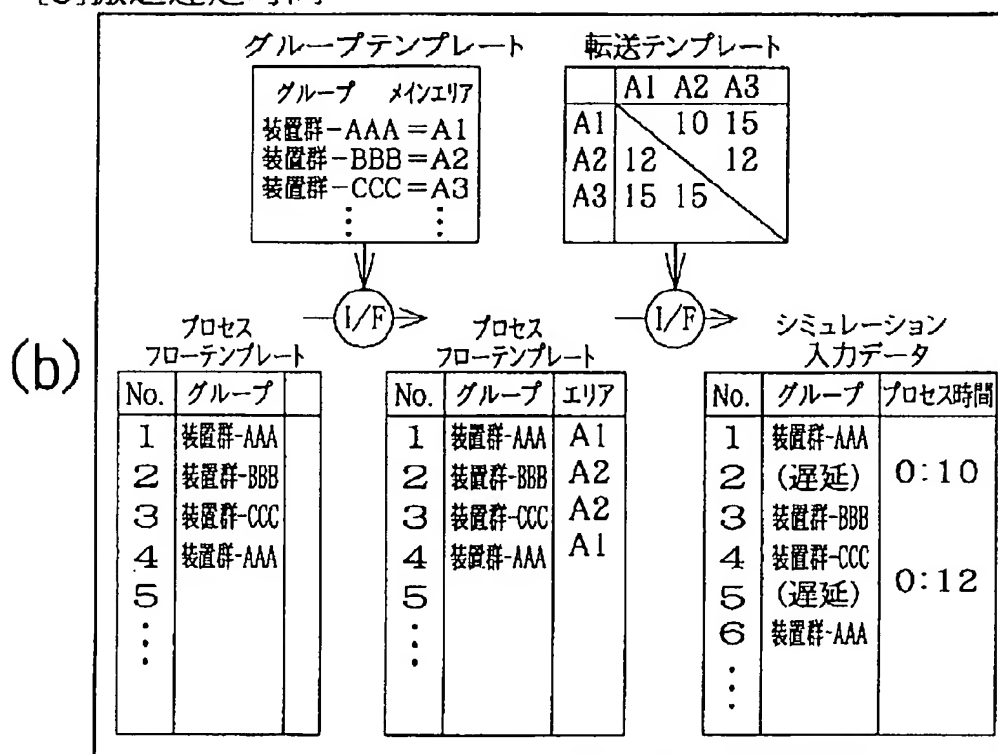 (b)
グループテンプレート
グループ メインエリア
装置群-AAA=A1
装置群-BBB=A2
装置群-CCC=A3
⋮ ⋮
転送テンプレート
A1 A2 A3
A1 10 15
A2 12 12
A3 15 15
I/F
I/F
プロセス
フローテンプレート
No. グループ
1 装置群-AAA
2 装置群-BBB
3 装置群-CCC
4 装置群-AAA
5
⋮
プロセス
フローテンプレート
No. グループ エリア
1 装置群-AAA A1
2 装置群-BBB A2
3 装置群-CCC A2
4 装置群-AAA A1
5
⋮
シミュレーション
入力データ
No. グループ プロセス時間
1 装置群-AAA
2 (遅延) 0:10
3 装置群-BBB
4 装置群-CCC
5 (遅延) 0:12
6 装置群-AAA
⋮